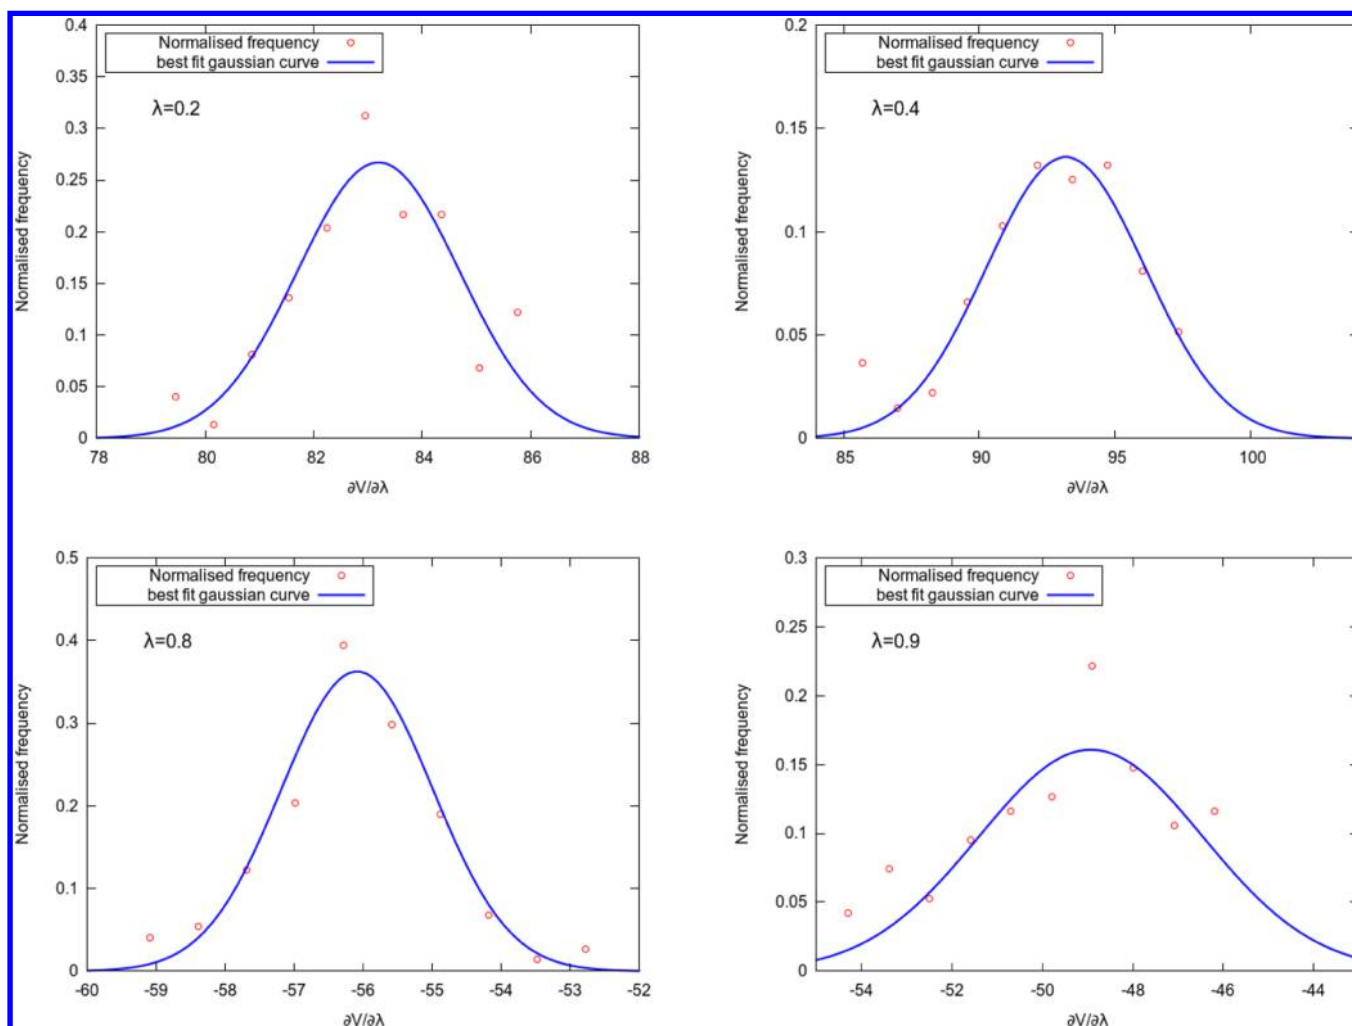 0.4
Normalised frequency
best fit gaussian curve
0.35
λ=0.2
0.3
0.25
0.2
0.15
0.1
0.05
0
Normalised frequency
78 80 82 84 86 88
∂V/∂λ
0.2
Normalised frequency
best fit gaussian curve
λ=0.4
0.15
0.1
0.05
0
Normalised frequency
85 90 95 100
∂V/∂λ
0.5
Normalised frequency
best fit gaussian curve
λ=0.8
0.4
0.3
0.2
0.1
0
Normalised frequency
-60 -59 -58 -57 -56 -55 -54 -53 -52
∂V/∂λ
0.3
Normalised frequency
best fit gaussian curve
λ=0.9
0.25
0.2
0.15
0.1
0.05
0
Normalised frequency
-54 -52 -50 -48 -46 -44
∂V/∂λ